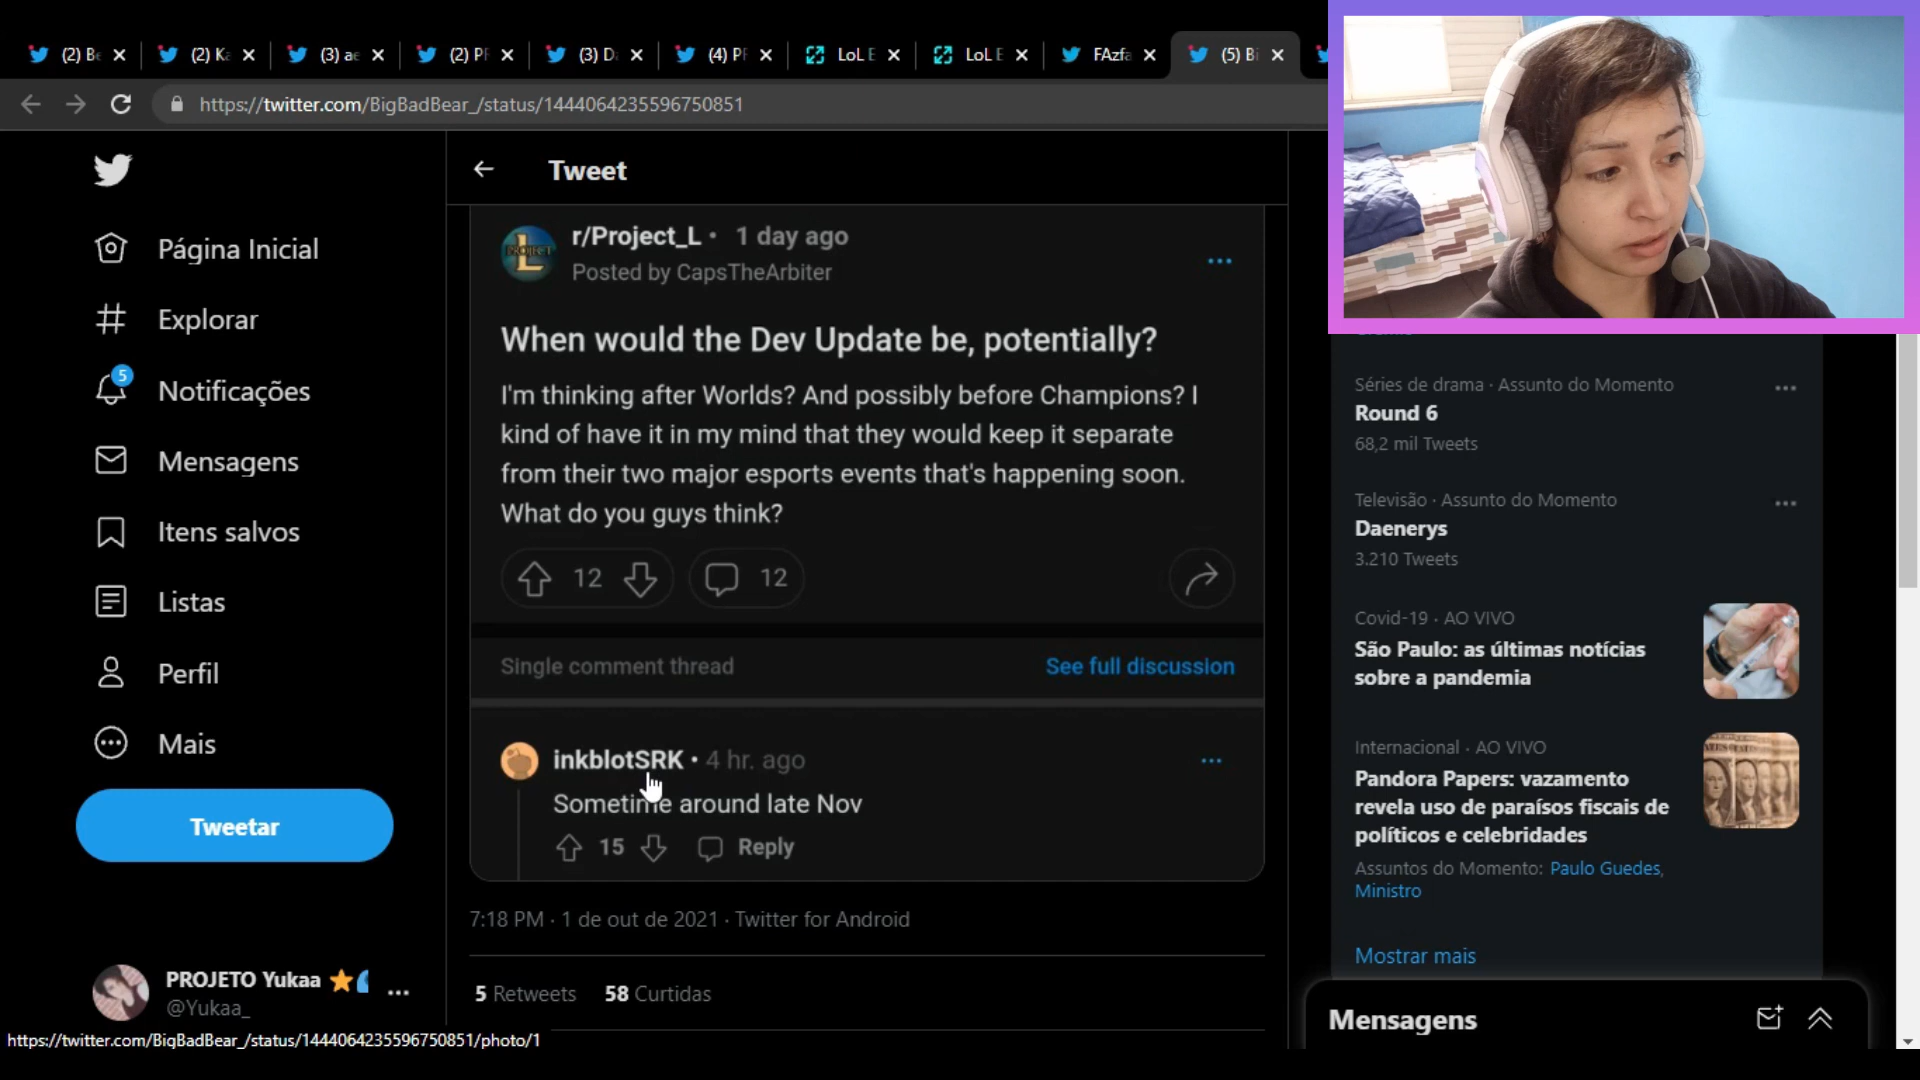 (2) Be
(2) Ka
(3) ae
(2) PF
(3) D
(4) PF
LoL E
LoL E
FAzfa
(5) Bi
https://twitter.com/BigBadBear_/status/1444064235596750851
Página Inicial
Explorar
5
Notificações
Mensagens
Itens salvos
Listas
Perfil
Mais
Tweetar
PROJETO Yukaa
@Yukaa_
https://twitter.com/BigBadBear_/status/1444064235596750851/photo/1
Tweet
r/Project_L · 1 day ago
Posted by CapsTheArbiter
When would the Dev Update be, potentially?
I'm thinking after Worlds? And possibly before Champions? I
kind of have it in my mind that they would keep it separate
from their two major esports events that's happening soon.
What do you guys think?
12
12
Single comment thread
See full discussion
inkblotSRK · 4 hr. ago
Sometime around late Nov
15
Reply
7:18 PM · 1 de out de 2021 · Twitter for Android
5 Retweets 58 Curtidas
Séries de drama · Assunto do Momento
Round 6
68,2 mil Tweets
Televisão · Assunto do Momento
Daenerys
3.210 Tweets
Covid-19 · AO VIVO
São Paulo: as últimas notícias
sobre a pandemia
Internacional · AO VIVO
Pandora Papers: vazamento
revela uso de paraísos fiscais de
políticos e celebridades
Assuntos do Momento: Paulo Guedes,
Ministro
Mostrar mais
Mensagens